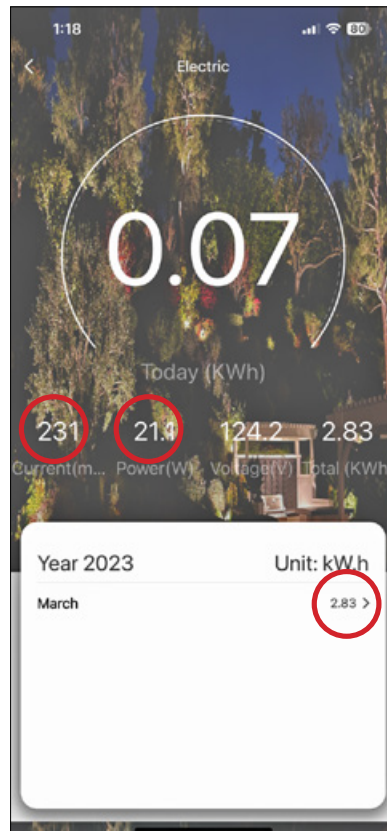 1:18 80
Electric
0.07
Today (KWh)
231 21.1 124.2 2.83
Current(m... Power(W) Voltage(V) Total (KWh
Year 2023 Unit: kW.h
March 2.83 >